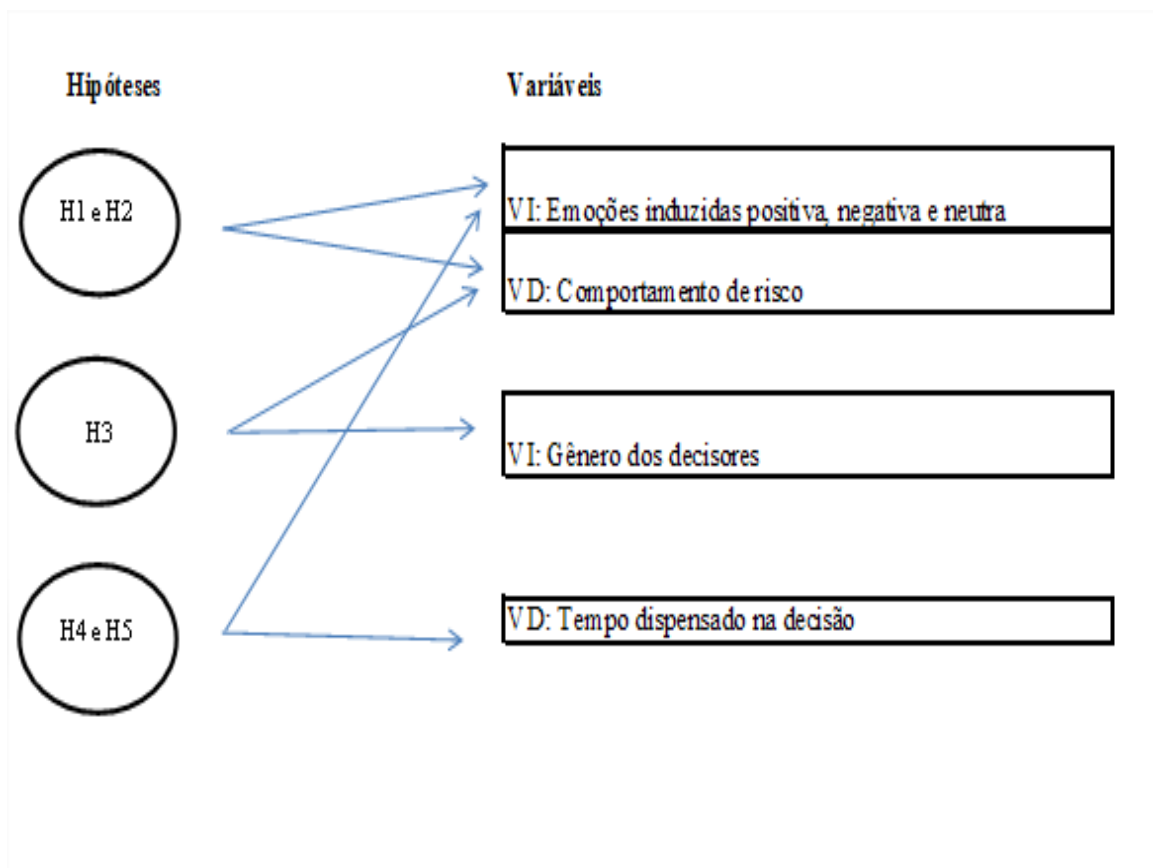 Hipóteses
Variáveis
H1 e H2
VI: Emoções induzidas positiva, negativa e neutra
VD: Comportamento de risco
H3
VI: Gênero dos decisores
H4 e H5
VD: Tempo dispensado na decisão